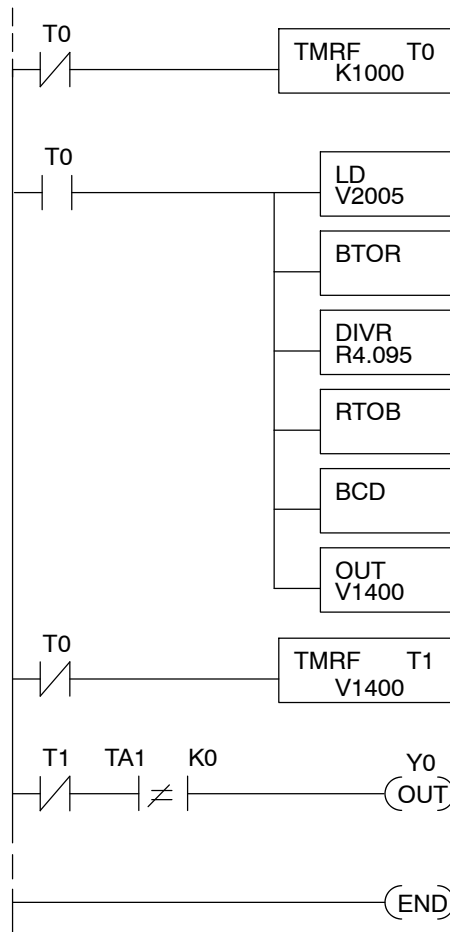 T0
TMRF T0
K1000
T0
LD
V2005
BTOR
DIVR
R4.095
RTOB
BCD
OUT
V1400
T0
TMRF T1
V1400
T1 TA1 K0 Y0
OUT
END